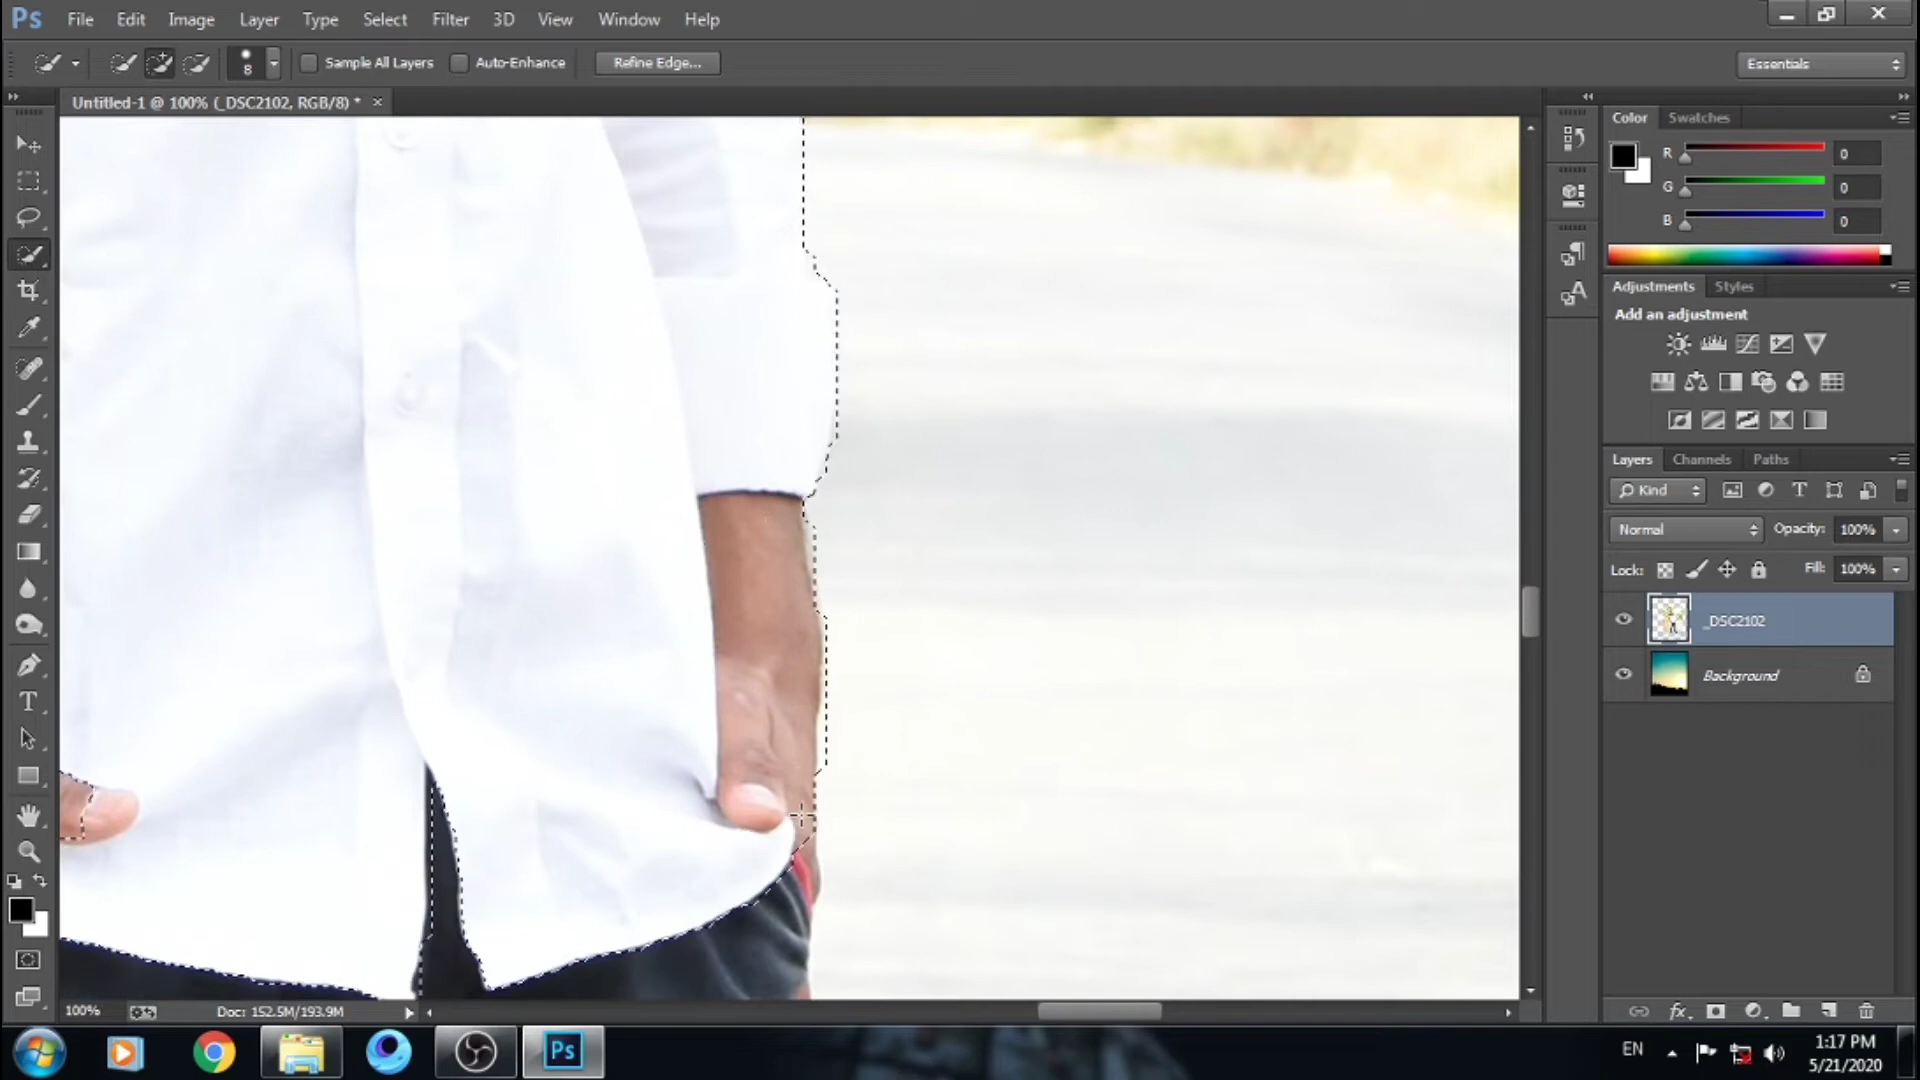 Ps File Edit Image Layer Type Select Filter 3D View Window Help
8 Sample All Layers Auto-Enhance Refine Edge... Essentials
Untitled-1 @ 100% (_DSC2102, RGB/8) * ×
Color Swatches
R 0
G 0
B 0
Adjustments Styles
Add an adjustment
Layers Channels Paths
Kind
Normal Opacity: 100%
Lock: Fill: 100%
_DSC2102
Background
100% Doc: 152.5M/193.9M
Ps EN 1:17 PM
5/21/2020